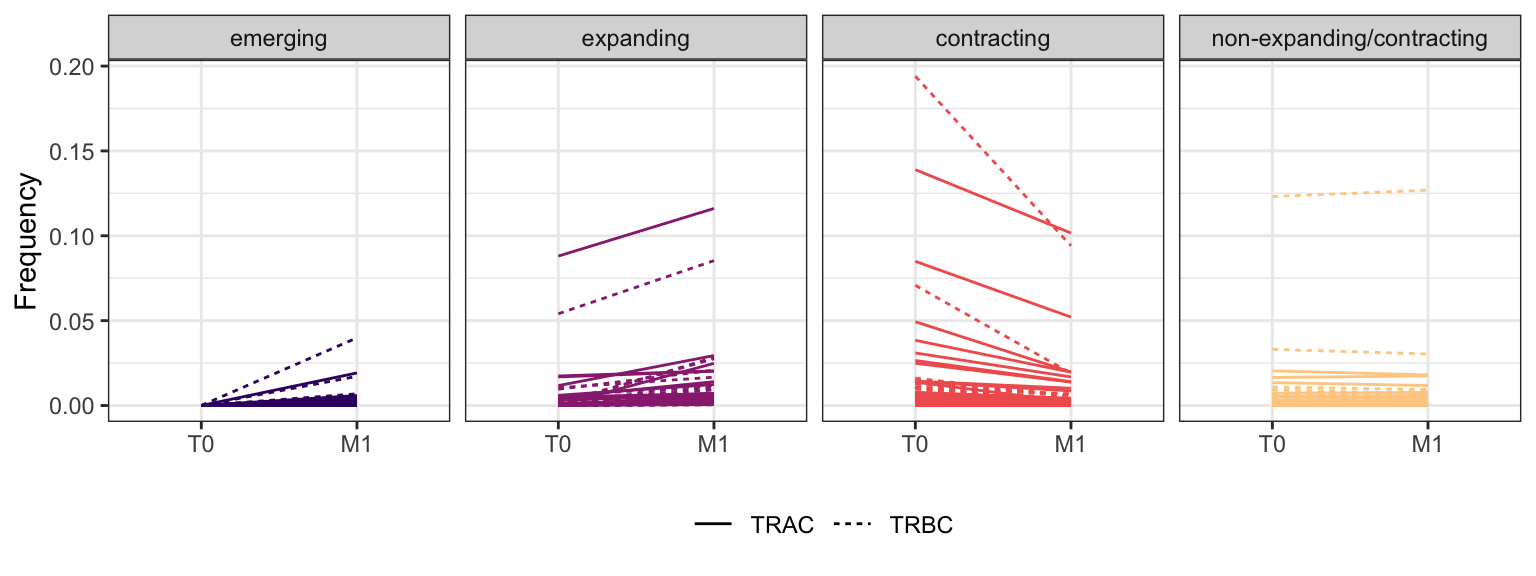 emerging expanding contracting non-expanding/contracting
Frequency
0.20
0.15
0.10
0.05
0.00
T0 M1 T0 M1 T0 M1 T0 M1
TRAC TRBC